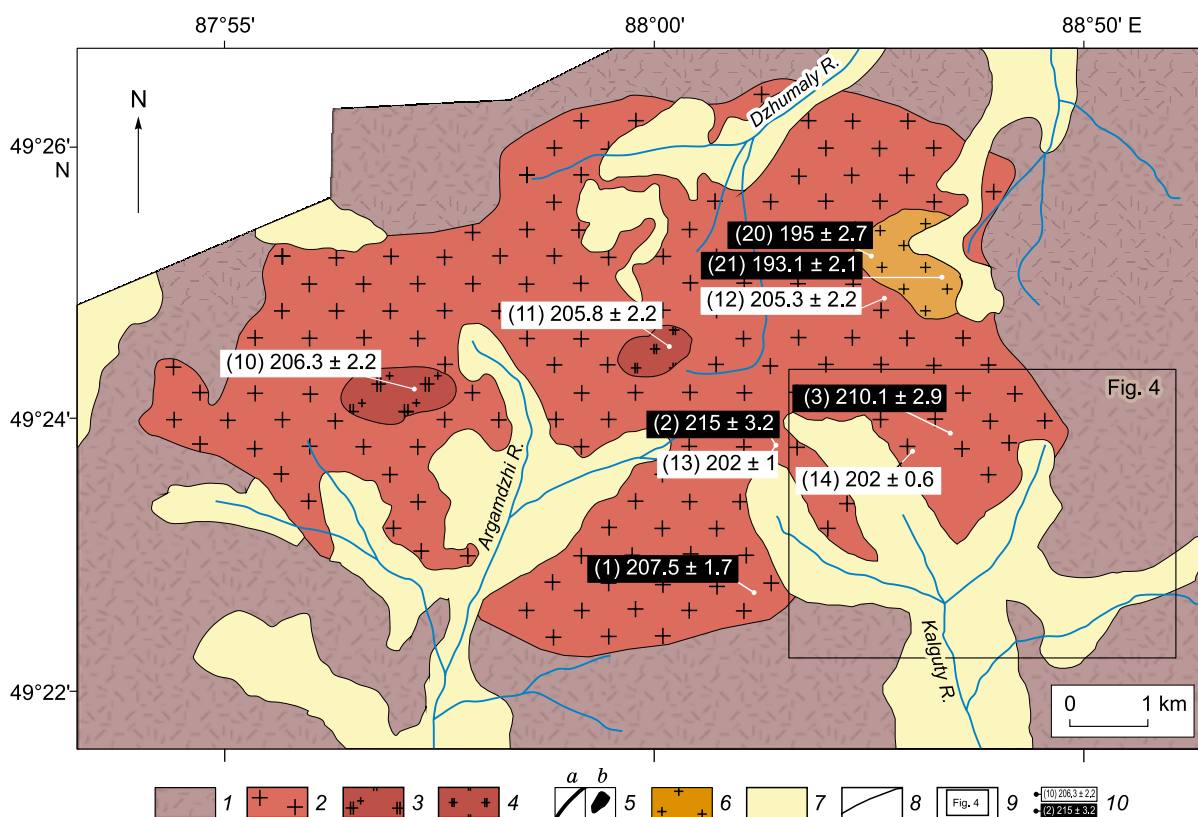 87°55'
88°00'
88°50' E
N
49°26'
N
49°24'
49°22'
Dzhumaly R.
(20) 195 ± 2.7
(21) 193.1 ± 2.1
(12) 205.3 ± 2.2
(11) 205.8 ± 2.2
(10) 206.3 ± 2.2
Fig. 4
(3) 210.1 ± 2.9
(2) 215 ± 3.2
(13) 202 ± 1
(14) 202 ± 0.6
Argamdzhi R.
(1) 207.5 ± 1.7
Kalguty R.
0 1 km
1
2
3
4
a b
5
6
7
8
Fig. 4
9
(10) 206,3 ± 2,2
(2) 215 ± 3.2
10